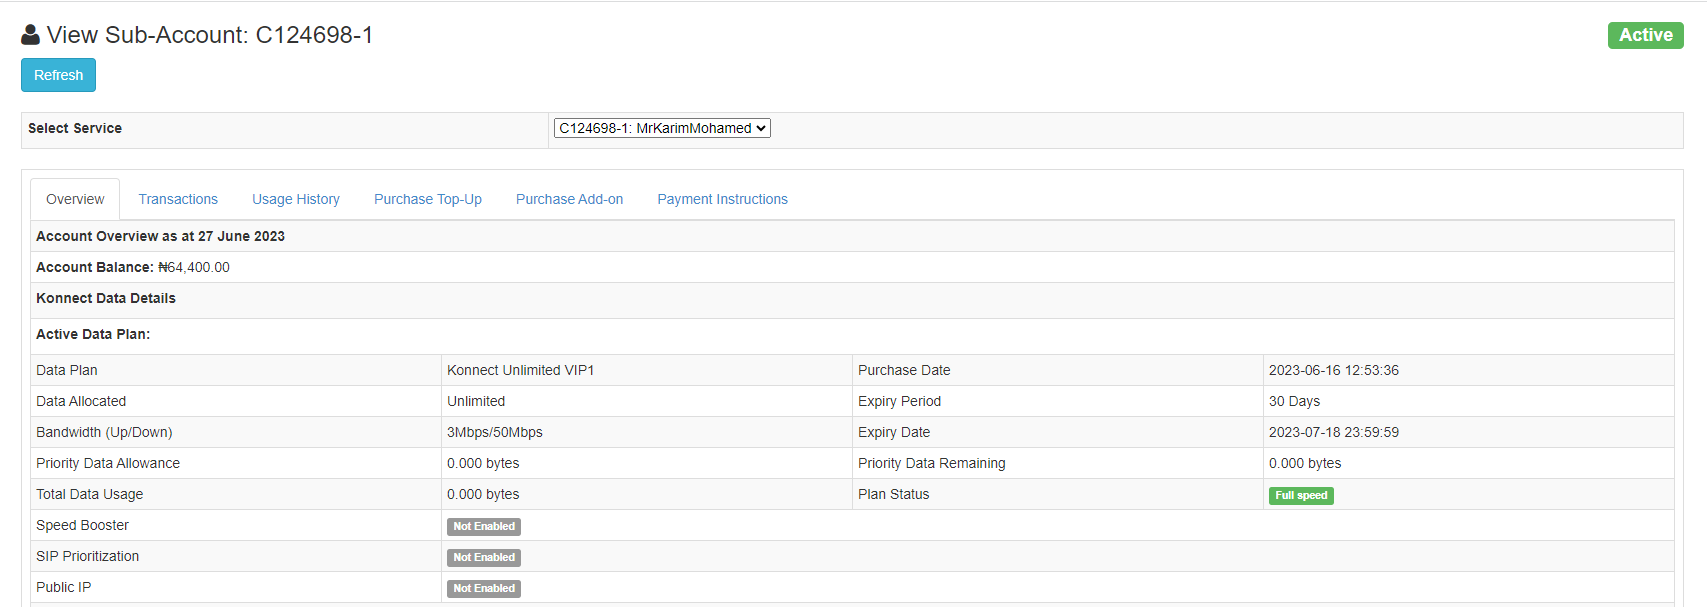 View Sub-Account: C124698-1
Active
Refresh
Select Service C124698-1: MrKarimMohamed
Overview Transactions Usage History Purchase Top-Up Purchase Add-on Payment Instructions
Account Overview as at 27 June 2023
Account Balance: ₦64,400.00
Konnect Data Details
Active Data Plan:
Data Plan Konnect Unlimited VIP1 Purchase Date 2023-06-16 12:53:36
Data Allocated Unlimited Expiry Period 30 Days
Bandwidth (Up/Down) 3Mbps/50Mbps Expiry Date 2023-07-18 23:59:59
Priority Data Allowance 0.000 bytes Priority Data Remaining 0.000 bytes
Total Data Usage 0.000 bytes Plan Status Full speed
Speed Booster Not Enabled
SIP Prioritization Not Enabled
Public IP Not Enabled